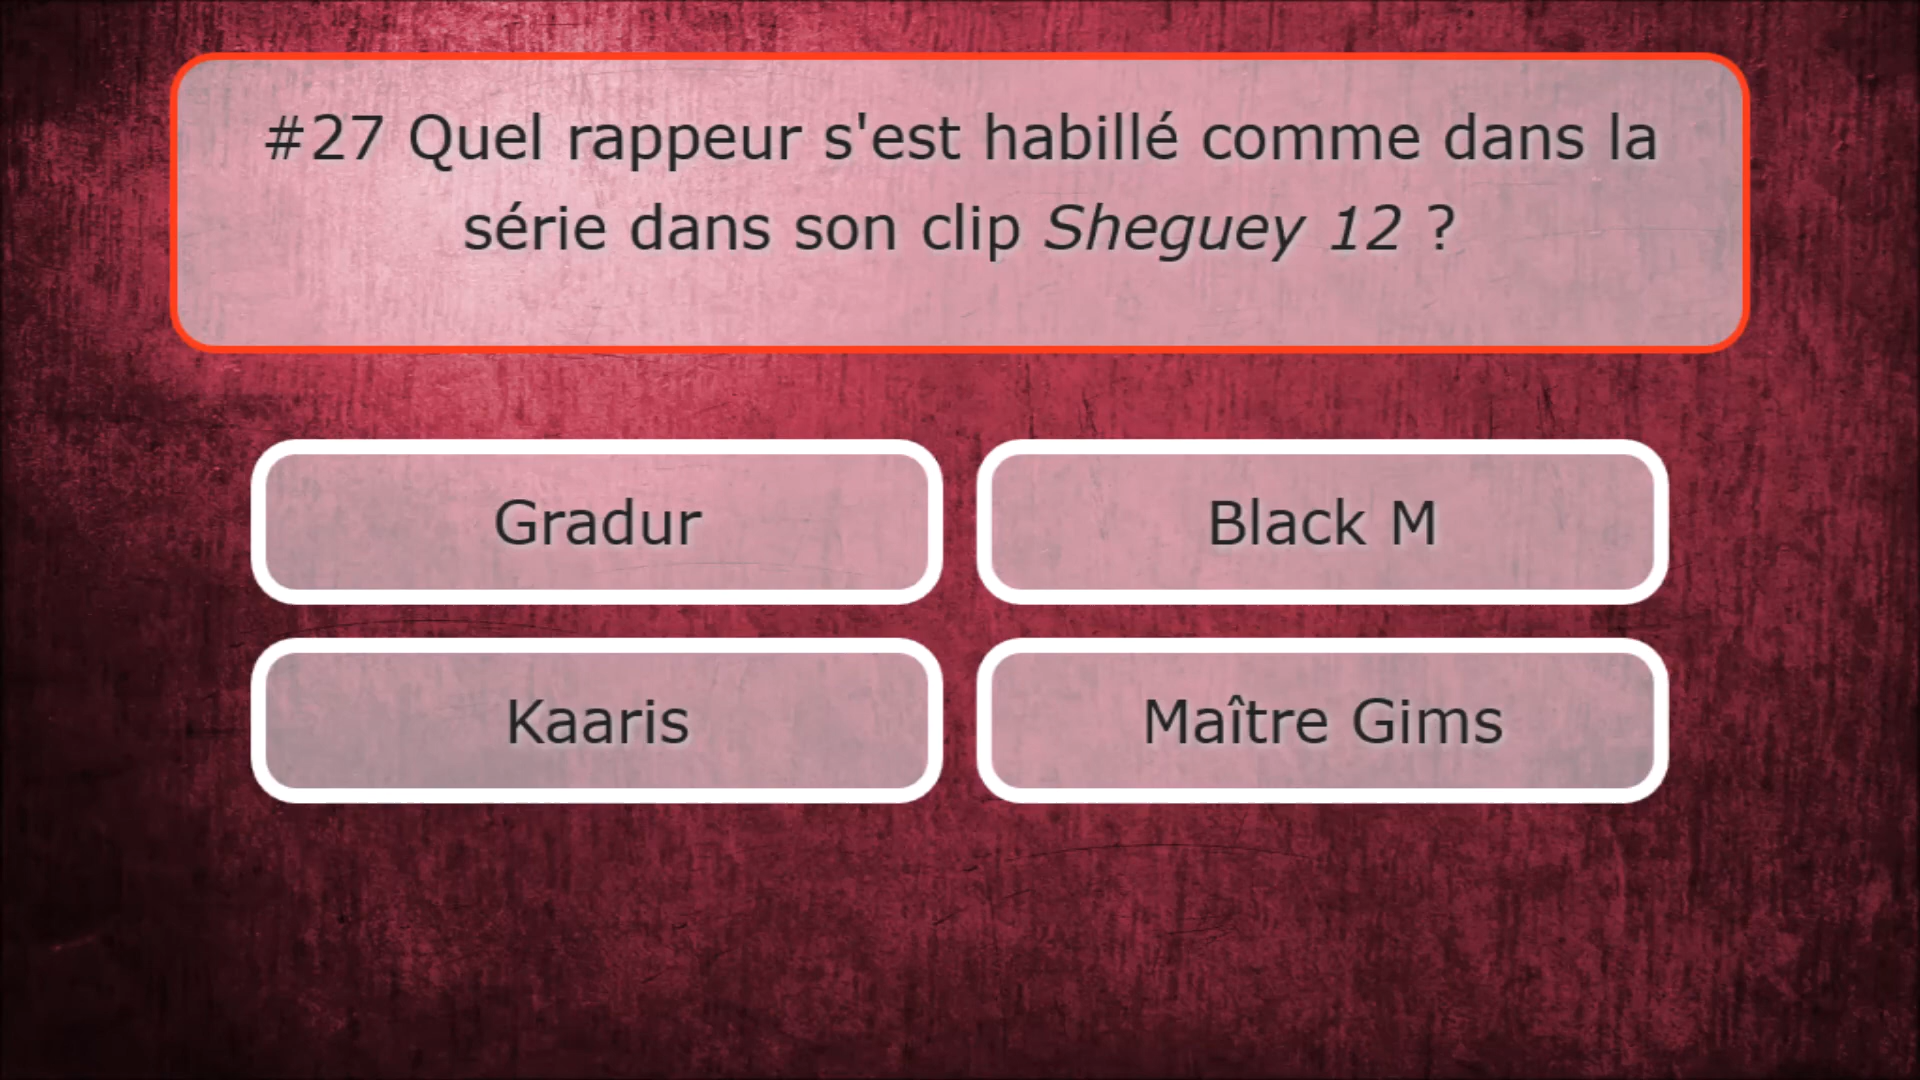 #27 Quel rappeur s'est habillé comme dans la
série dans son clip Sheguey 12 ?
Gradur
Black M
Kaaris
Maître Gims